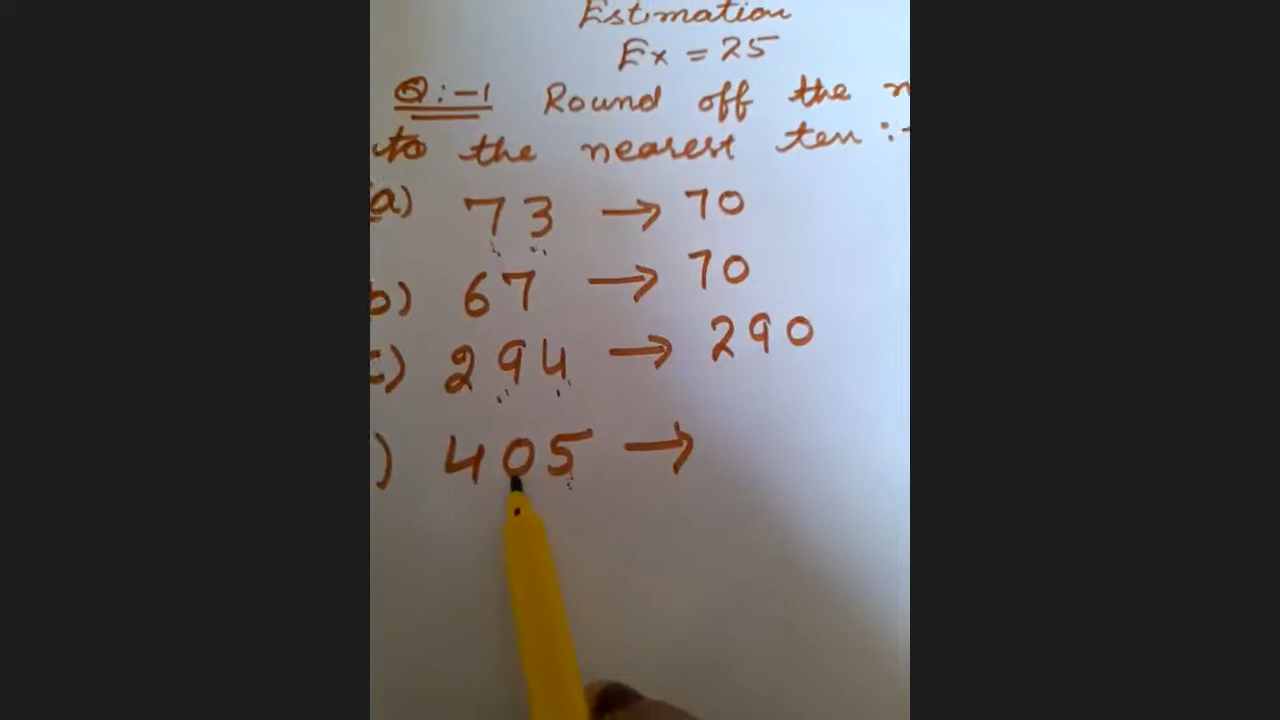 Estimation
Ex = 25
Q:-1 Round off the
to the nearest ten :-
a) 73 → 70
b) 67 → 70
c) 294 → 290
) 405 →